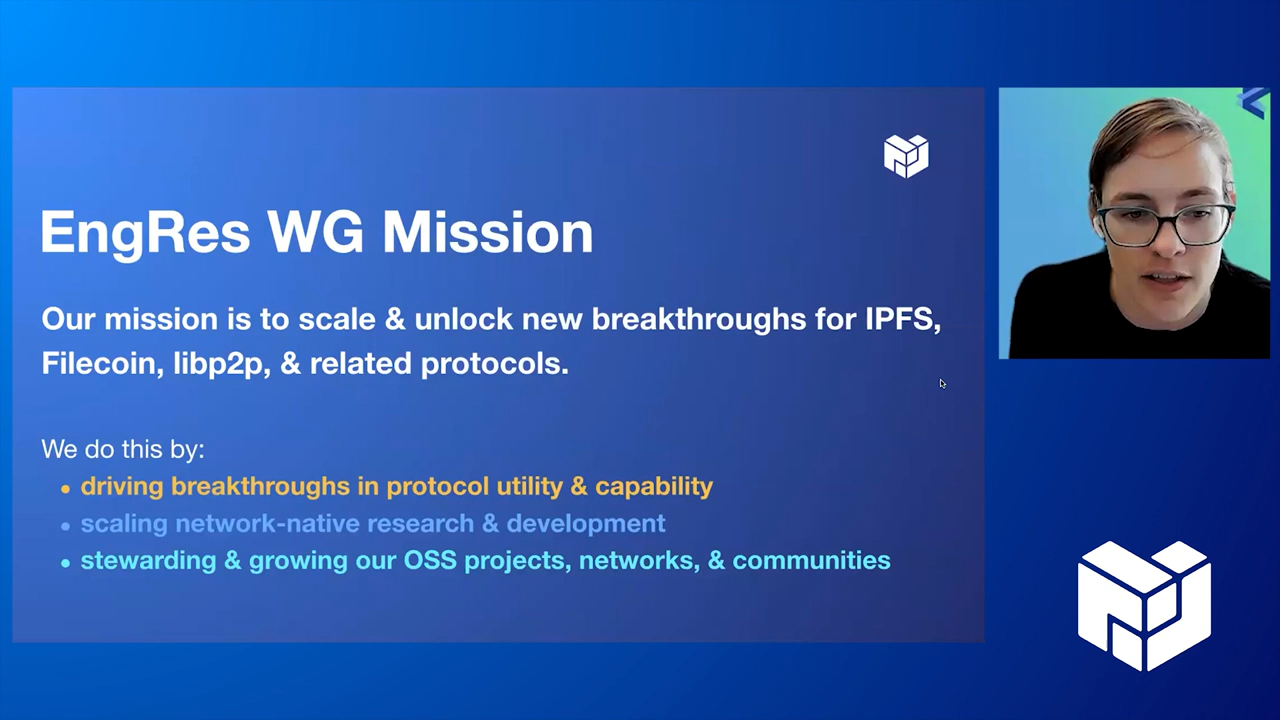 EngRes WG Mission
Our mission is to scale & unlock new breakthroughs for IPFS,
Filecoin, libp2p, & related protocols.
We do this by:
• driving breakthroughs in protocol utility & capability
• scaling network-native research & development
• stewarding & growing our OSS projects, networks, & communities